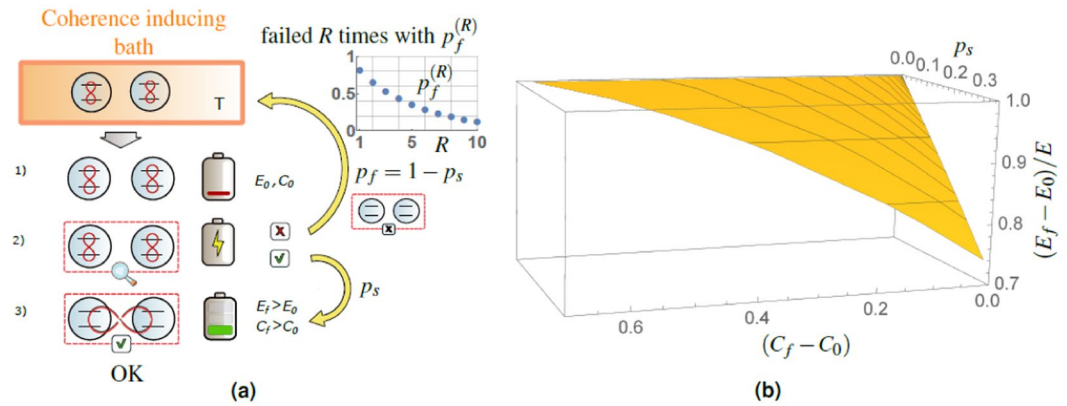 Coherence inducing
bath
T
failed R times with p_f^{(R)}
1
0.5
0
p_f^{(R)}
1
5
10
R
p_f = 1 − p_s
1)
E_0 , C_0
2)
p_s
3)
E_f > E_0
C_f > C_0
OK
(a)
p_s
0.0
0.1
0.2
0.3
1.0
0.9
0.8
0.7
(E_f − E_0)/E
0.6
0.4
0.2
0.0
(C_f − C_0)
(b)